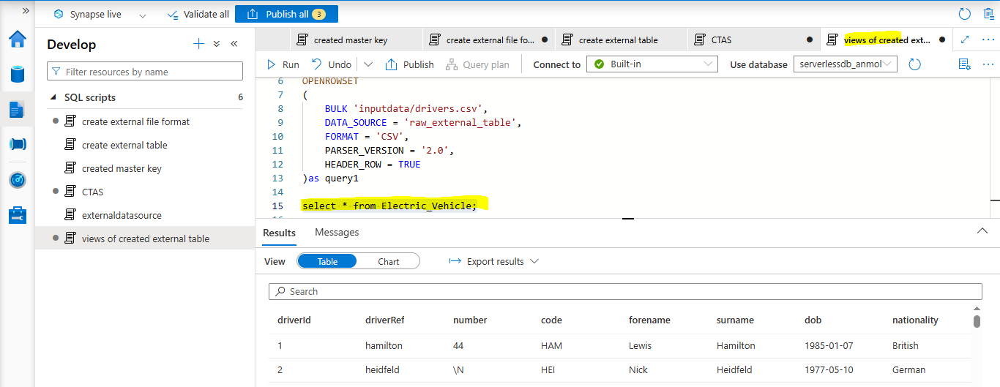 Synapse live
Validate all
Publish all 3
Develop
Filter resources by name
SQL scripts 6
create external file format
create external table
created master key
CTAS
externaldatasource
views of created external table
created master key
create external file fo...
create external table
CTAS
views of created ext...
Run
Undo
Publish
Query plan
Connect to
Built-in
Use database
serverlessdb_anmol
6 OPENROWSET
7 (
8 BULK 'inputdata/drivers.csv',
9 DATA_SOURCE = 'raw_external_table',
10 FORMAT = 'CSV',
11 PARSER_VERSION = '2.0',
12 HEADER_ROW = TRUE
13 )as query1
14
15 select * from Electric_Vehicle;
Results Messages
View Table Chart Export results
Search
driverId driverRef number code forename surname dob nationality
1 hamilton 44 HAM Lewis Hamilton 1985-01-07 British
2 heidfeld \N HEI Nick Heidfeld 1977-05-10 German